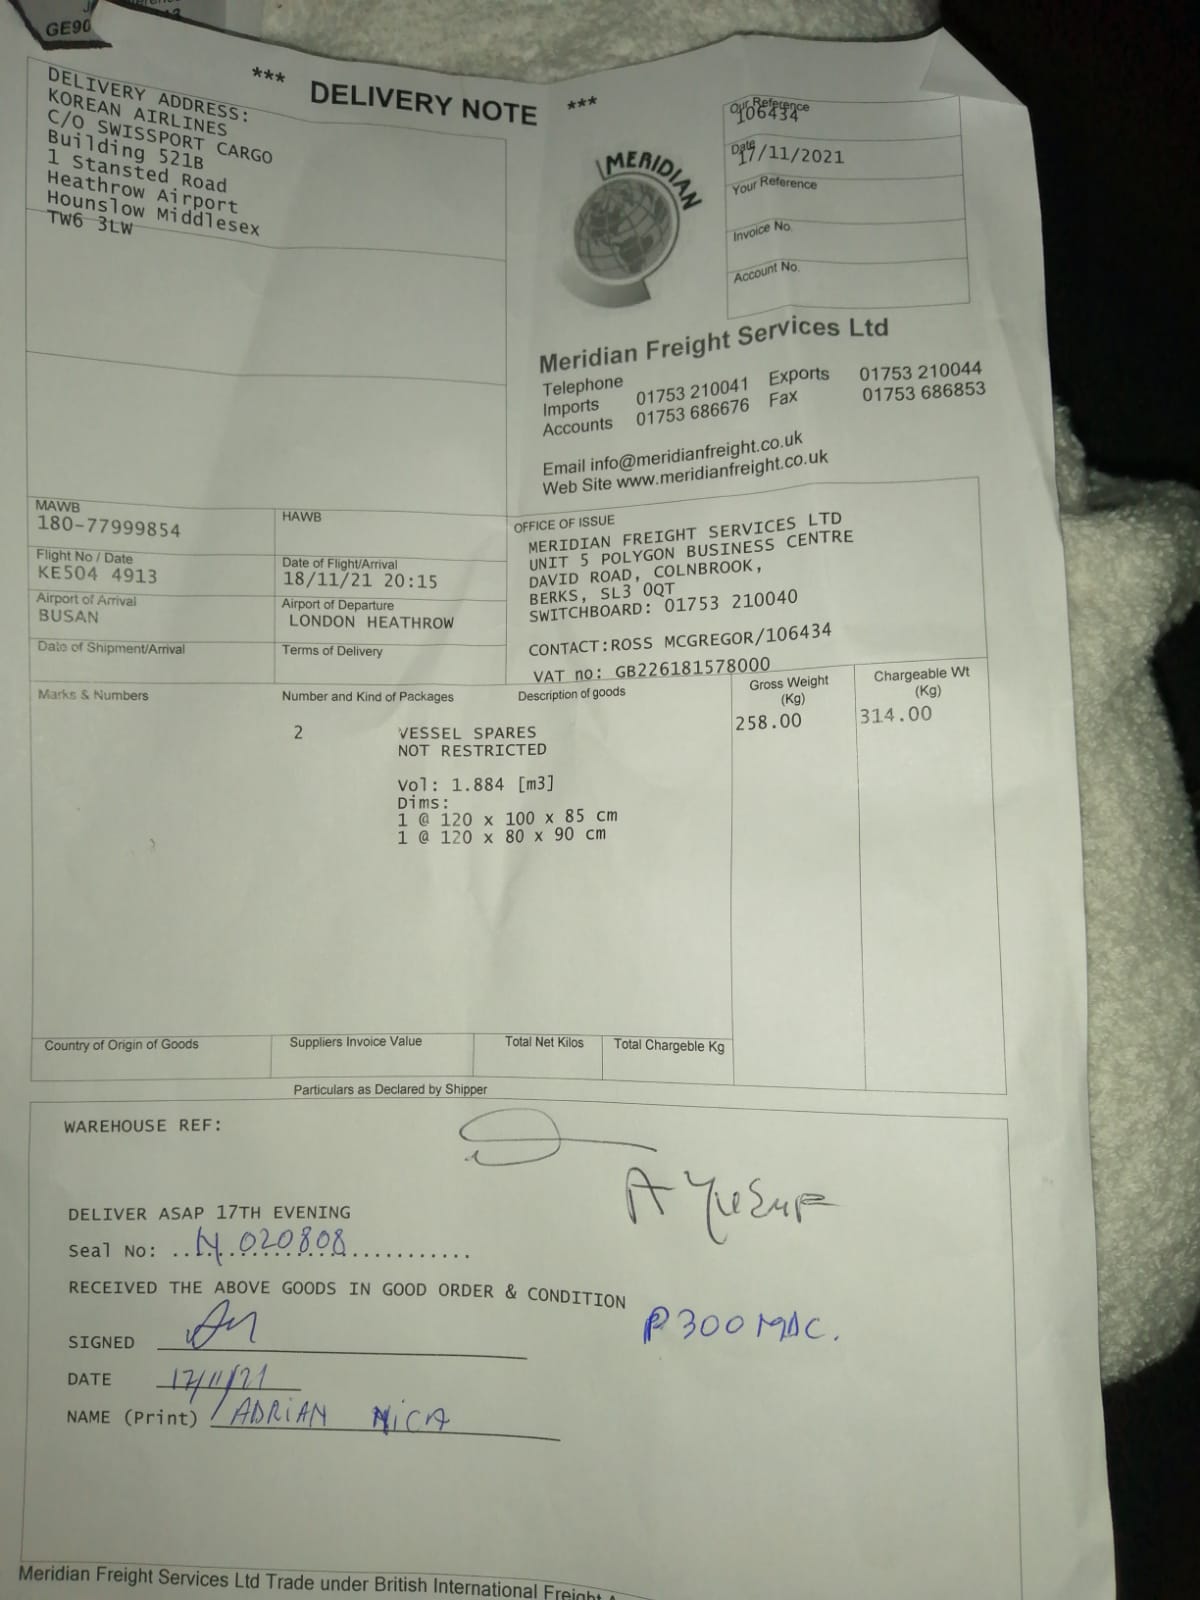 GE90
*** DELIVERY NOTE ***
DELIVERY ADDRESS:
KOREAN AIRLINES
C/O SWISSPORT CARGO
Building 521B
1 Stansted Road
Heathrow Airport
Hounslow Middlesex
TW6 3LW
MERIDIAN
Our Reference
106434
Date
17/11/2021
Your Reference
Invoice No.
Account No.
Meridian Freight Services Ltd
Telephone
Imports 01753 210041 Exports 01753 210044
Accounts 01753 686676 Fax 01753 686853
Email info@meridianfreight.co.uk
Web Site www.meridianfreight.co.uk
MAWB
180-77999854
HAWB
Flight No / Date
KE504 4913
Date of Flight/Arrival
18/11/21 20:15
Airport of Arrival
BUSAN
Airport of Departure
LONDON HEATHROW
Date of Shipment/Arrival
Terms of Delivery
OFFICE OF ISSUE
MERIDIAN FREIGHT SERVICES LTD
UNIT 5 POLYGON BUSINESS CENTRE
DAVID ROAD, COLNBROOK,
BERKS, SL3 0QT
SWITCHBOARD: 01753 210040
CONTACT:ROSS MCGREGOR/106434
VAT no: GB226181578000
Marks & Numbers
Number and Kind of Packages
Description of goods
Gross Weight
(Kg)
Chargeable Wt
(Kg)
2 VESSEL SPARES
NOT RESTRICTED
258.00
314.00
Vol: 1.884 [m3]
Dims:
1 @ 120 x 100 x 85 cm
1 @ 120 x 80 x 90 cm
Country of Origin of Goods
Suppliers Invoice Value
Total Net Kilos
Total Chargeble Kg
Particulars as Declared by Shipper
WAREHOUSE REF:
DELIVER ASAP 17TH EVENING
Seal No: 020808
RECEIVED THE ABOVE GOODS IN GOOD ORDER & CONDITION
SIGNED
DATE 17/11/21
NAME (Print) ADRIAN NICA
Meridian Freight Services Ltd Trade under British International Freight